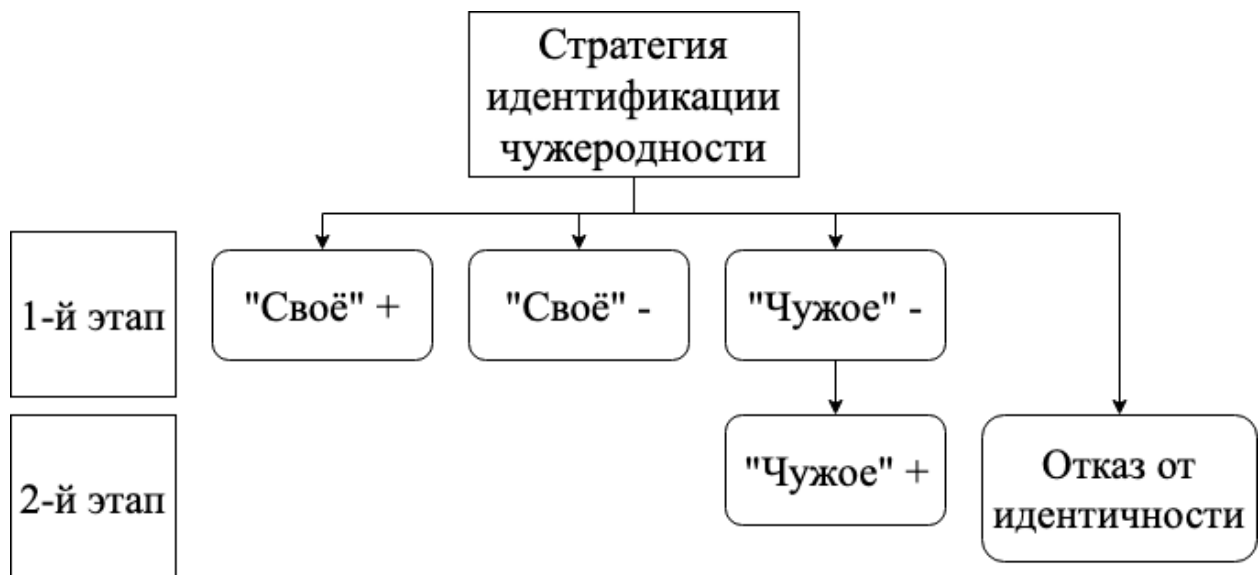 Стратегия
идентификации
чужеродности
1-й этап
"Своё" +
"Своё" -
"Чужое" -
2-й этап
"Чужое" +
Отказ от
идентичности